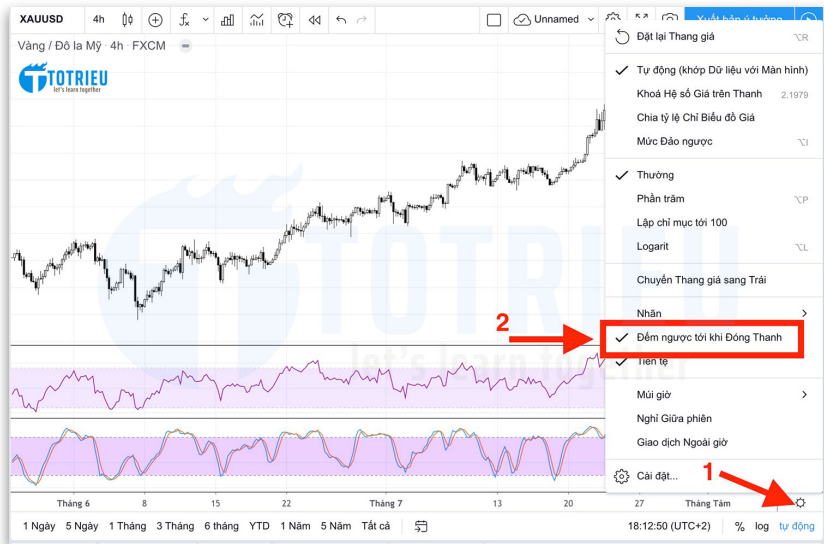 XAUUSD 4h Unnamed Xuất bản ý tưởng
Vàng / Đô la Mỹ · 4h · FXCM
TOTRIEU
let's learn together
Đặt lại Thang giá ⌥R
Tự động (khớp Dữ liệu với Màn hình)
Khoá Hệ số Giá trên Thanh 2.1979
Chia tỷ lệ Chỉ Biểu đồ Giá
Mức Đảo ngược ⌥I
Thường
Phần trăm ⌥P
Lập chỉ mục tới 100
Logarit ⌥L
Chuyển Thang giá sang Trái
Nhãn
2
Đếm ngược tới khi Đóng Thanh
Tiền tệ
Múi giờ
Nghỉ Giữa phiên
Giao dịch Ngoài giờ
Cài đặt...
1
TOTRIEU
let's learn together
Tháng 6 8 15 22 Tháng 7 13 20 27 Tháng Tám
1 Ngày 5 Ngày 1 Tháng 3 Tháng 6 tháng YTD 1 Năm 5 Năm Tất cả 18:12:50 (UTC+2) % log tự động